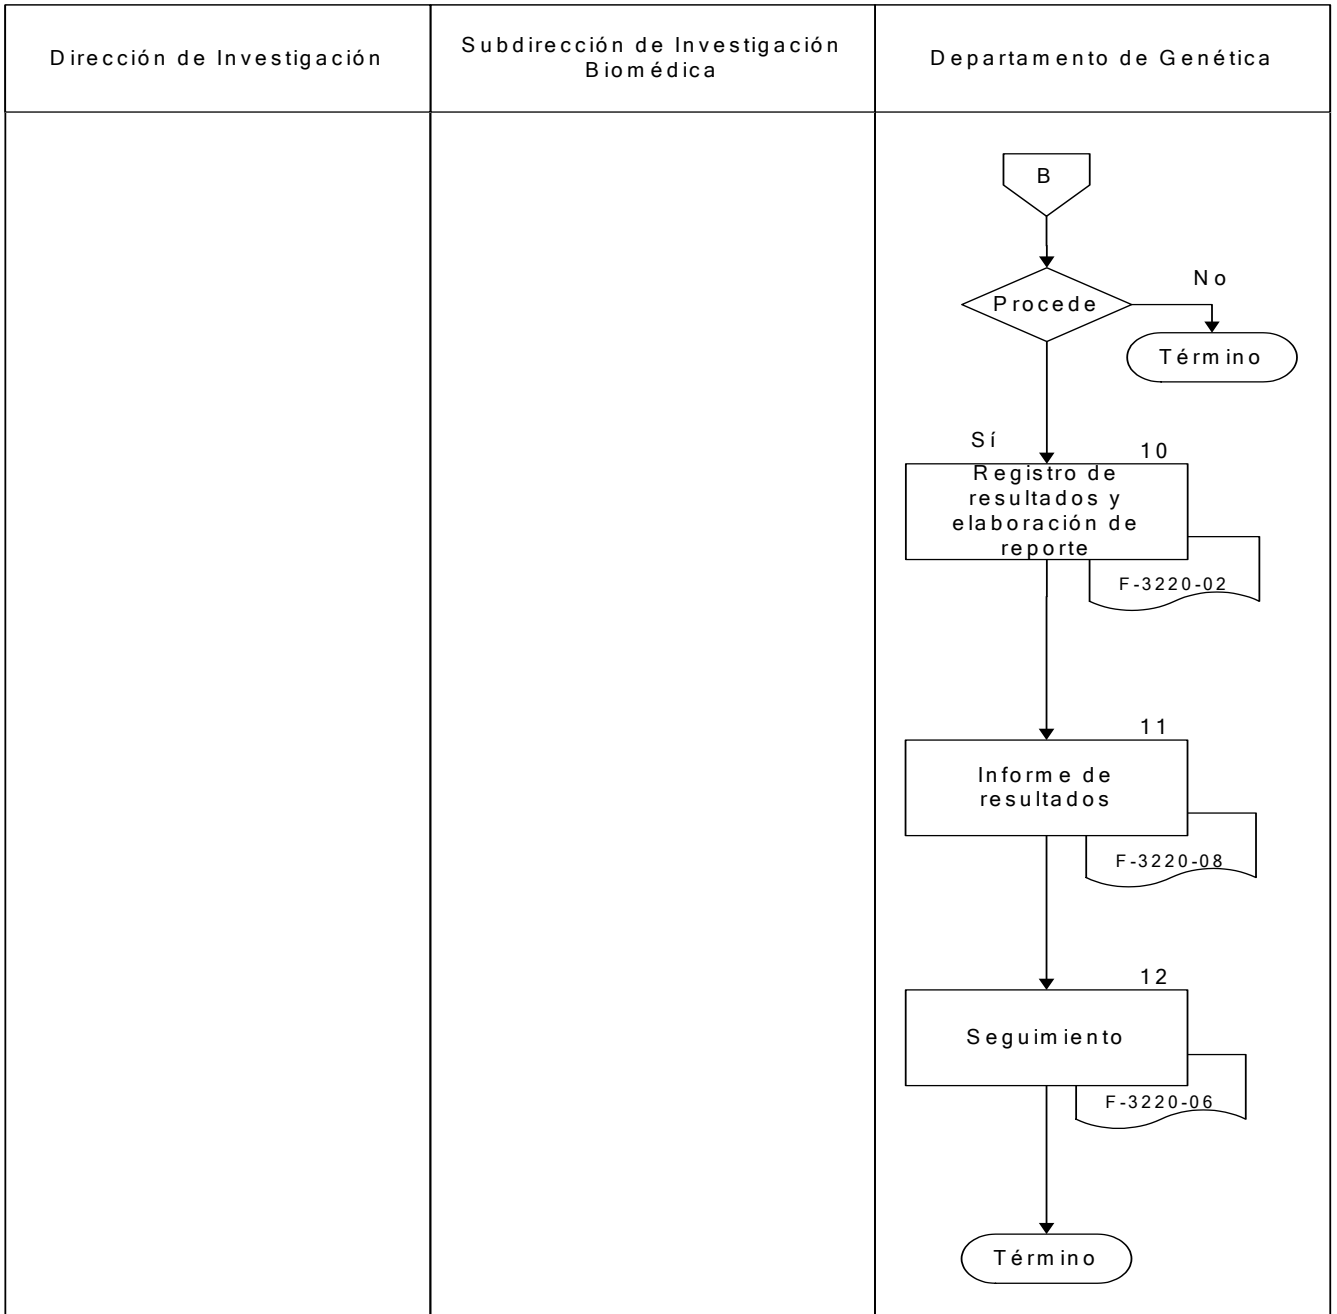 Dirección de Investigación
Subdirección de Investigación
Biomédica
Departamento de Genética
B
Procede
No
Término
Sí
10
Registro de
resultados y
elaboración de
reporte
F-3220-02
11
Informe de
resultados
F-3220-08
12
Seguimiento
F-3220-06
Término